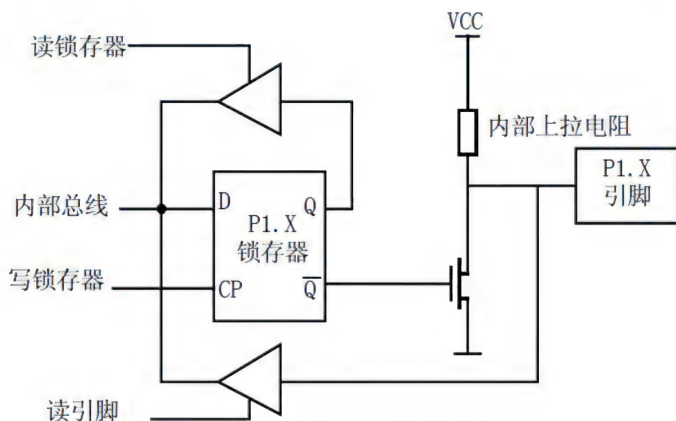 VCC
读锁存器
内部上拉电阻
P1.X
引脚
内部总线
D
Q
P1.X
锁存器
写锁存器
CP
Q̅
读引脚